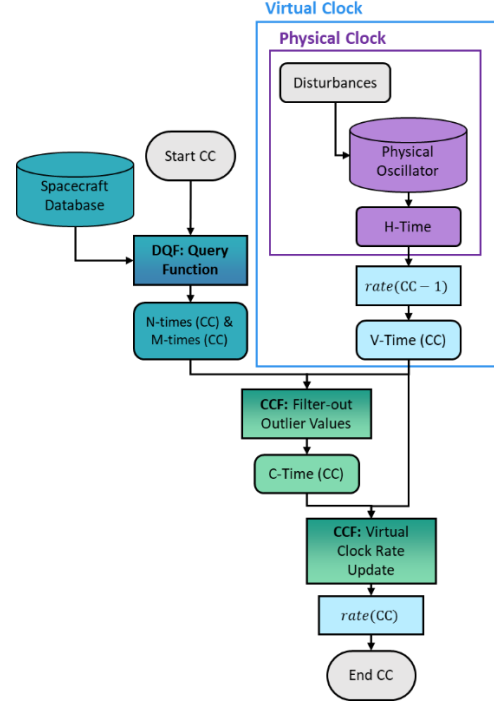 Virtual Clock
Physical Clock
Disturbances
Start CC
Physical
Oscillator
Spacecraft
Database
H-Time
DQF: Query
Function
rate(CC − 1)
N-times (CC) &
M-times (CC)
V-Time (CC)
CCF: Filter-out
Outlier Values
C-Time (CC)
CCF: Virtual
Clock Rate
Update
rate(CC)
End CC